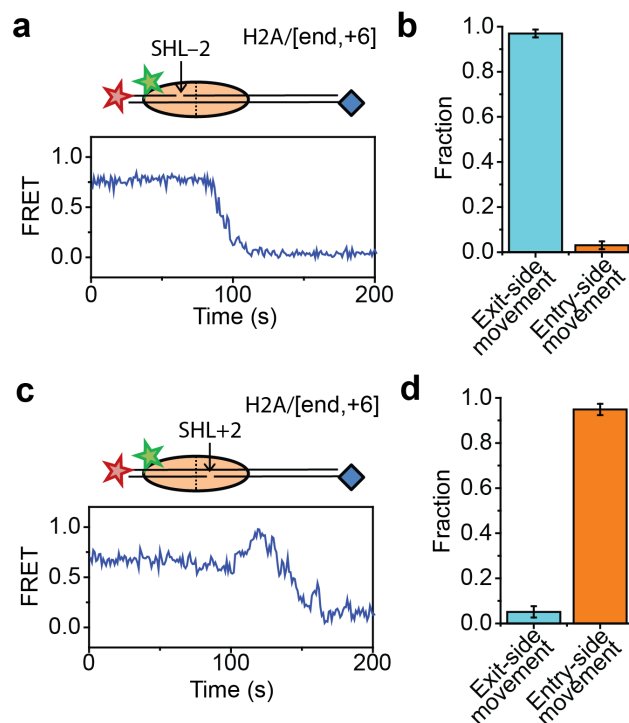 a
H2A/[end,+6]
SHL−2
FRET
1.0
0.5
0.0
0
100
200
Time (s)
b
Fraction
1.0
0.8
0.6
0.4
0.2
0.0
Exit-side
movement
Entry-side
movement
c
H2A/[end,+6]
SHL+2
FRET
1.0
0.5
0.0
0
100
200
Time (s)
d
Fraction
1.0
0.8
0.6
0.4
0.2
0.0
Exit-side
movement
Entry-side
movement